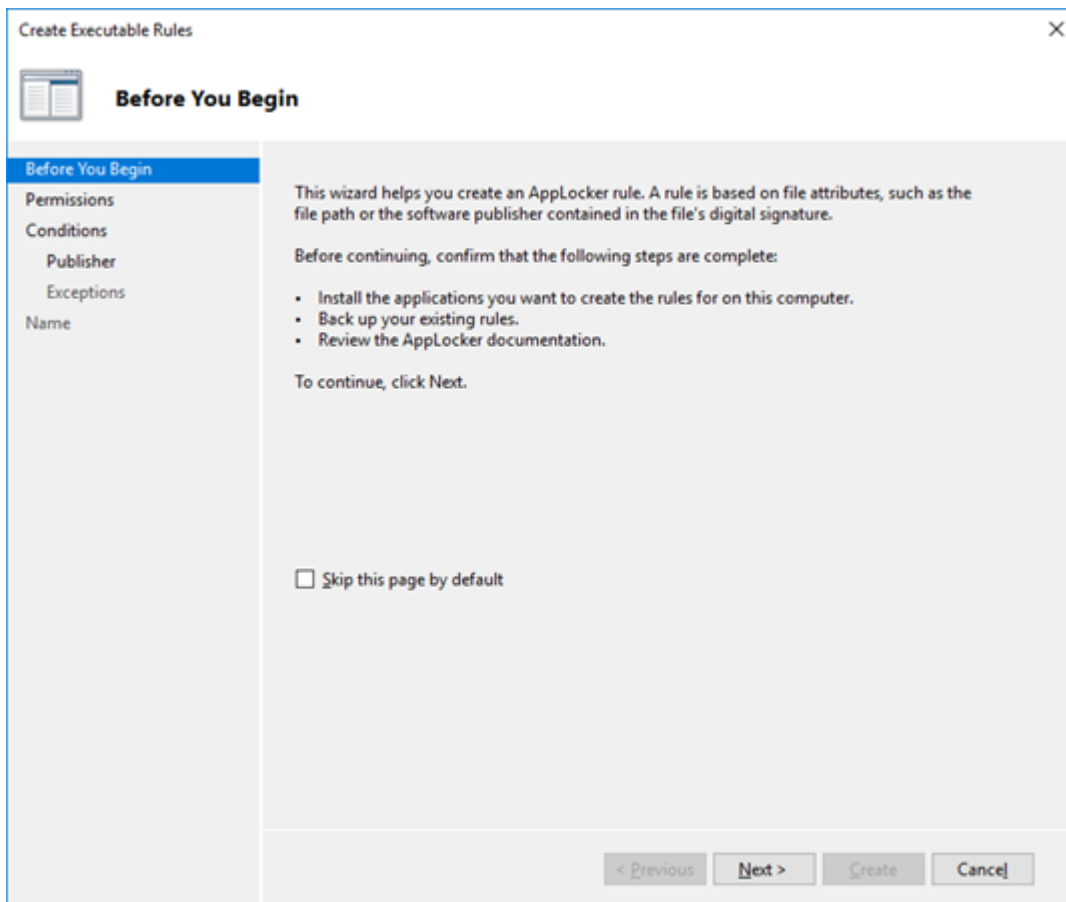 Create Executable Rules
Before You Begin
Before You Begin
Permissions
Conditions
Publisher
Exceptions
Name
This wizard helps you create an AppLocker rule. A rule is based on file attributes, such as the
file path or the software publisher contained in the file's digital signature.
Before continuing, confirm that the following steps are complete:
• Install the applications you want to create the rules for on this computer.
• Back up your existing rules.
• Review the AppLocker documentation.
To continue, click Next.
Skip this page by default
< Previous Next > Create Cancel